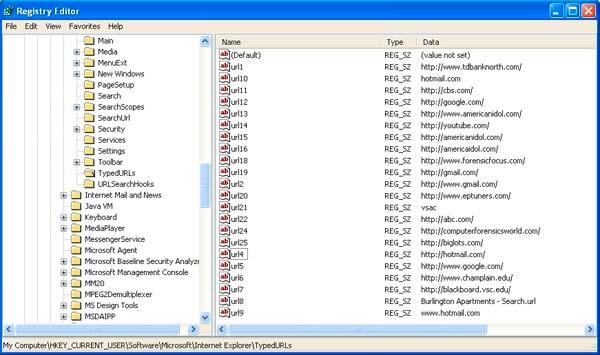 Registry Editor
File Edit View Favorites Help
Main
Media
MenuExt
New Windows
PageSetup
Search
SearchScopes
SearchUrl
Security
Services
Settings
Toolbar
TypedURLs
URLSearchHooks
Internet Mail and News
Java VM
Keyboard
MediaPlayer
MessengerService
Microsoft Agent
Microsoft Baseline Security Analyze
Microsoft Management Console
MM20
MPEG2Demultiplexer
MS Design Tools
MSDAIPP
Name Type Data
(Default) REG_SZ (value not set)
url1 REG_SZ http://www.tdbanknorth.com/
url10 REG_SZ hotmail.com
url11 REG_SZ http://cbs.com/
url12 REG_SZ http://google.com/
url13 REG_SZ http://www.americanidol.com/
url14 REG_SZ http://youtube.com/
url15 REG_SZ http://americanidol.com/
url16 REG_SZ http://americaidol.com/
url18 REG_SZ http://www.forensicfocus.com/
url19 REG_SZ http://gmail.com/
url2 REG_SZ http://www.gmail.com/
url20 REG_SZ http://www.eptuners.com/
url21 REG_SZ vsac
url22 REG_SZ http://abc.com/
url24 REG_SZ http://computerforensicsworld.com/
url25 REG_SZ http://biglots.com/
url4 REG_SZ http://hotmail.com/
url5 REG_SZ http://www.google.com/
url6 REG_SZ http://www.champlain.edu/
url7 REG_SZ http://blackboard.vsc.edu/
url8 REG_SZ Burlington Apartments - Search.url
url9 REG_SZ www.hotmail.com
My Computer\HKEY_CURRENT_USER\Software\Microsoft\Internet Explorer\TypedURLs